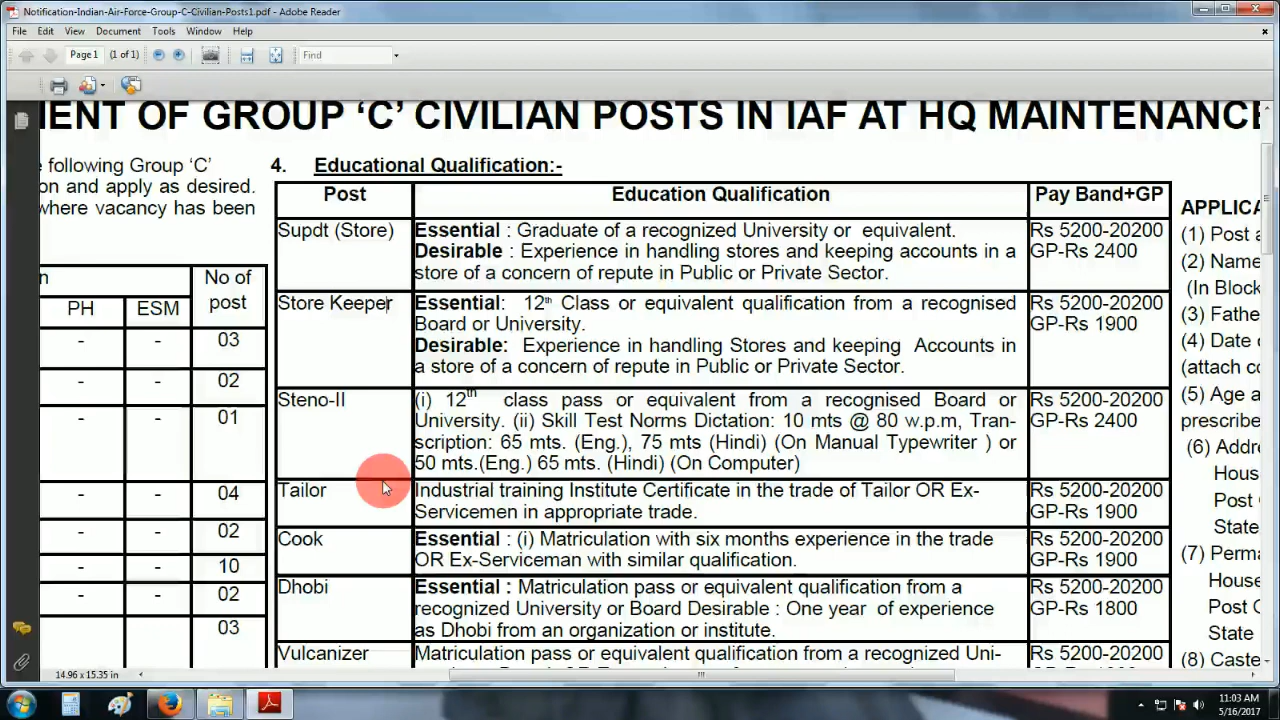 Notification-Indian-Air-Force-Group-C-Civilian-Posts1.pdf - Adobe Reader
File Edit View Document Tools Window Help
Page 1 (1 of 1) Find
MENT OF GROUP ‘C’ CIVILIAN POSTS IN IAF AT HQ MAINTENANCE
following Group ‘C’
on and apply as desired.
where vacancy has been
n
PH ESM No of
post
- - 03
- - 02
- - 01
- - 04
- - 02
- - 10
- - 02
- - 03
4. Educational Qualification:-
Post Education Qualification Pay Band+GP
Supdt (Store) Essential : Graduate of a recognized University or equivalent. Rs 5200-20200
Desirable : Experience in handling stores and keeping accounts in GP-Rs 2400
a store of a concern of repute in Public or Private Sector.
Store Keeper Essential: 12th Class or equivalent qualification from a recognised Rs 5200-20200
Board or University. GP-Rs 1900
Desirable: Experience in handling Stores and keeping Accounts in
a store of a concern of repute in Public or Private Sector.
Steno-II (i) 12th class pass or equivalent from a recognised Board or Rs 5200-20200
University. (ii) Skill Test Norms Dictation: 10 mts @ 80 w.p.m, Tran- GP-Rs 2400
scription: 65 mts. (Eng.), 75 mts (Hindi) (On Manual Typewriter ) or
50 mts.(Eng.) 65 mts. (Hindi) (On Computer)
Tailor Industrial training Institute Certificate in the trade of Tailor OR Ex- Rs 5200-20200
Servicemen in appropriate trade. GP-Rs 1900
Cook Essential : (i) Matriculation with six months experience in the trade Rs 5200-20200
OR Ex-Serviceman with similar qualification. GP-Rs 1900
Dhobi Essential : Matriculation pass or equivalent qualification from a Rs 5200-20200
recognized University or Board Desirable : One year of experience GP-Rs 1800
as Dhobi from an organization or institute.
Vulcanizer Matriculation pass or equivalent qualification from a recognized Uni- Rs 5200-20200
APPLICA
(1) Post a
(2) Name
(In Block
(3) Fathe
(4) Date o
(attach co
(5) Age a
prescribe
(6) Addre
House
Post
State
(7) Perma
House
Post O
State
(8) Caste
14.96 x 15.35 in
11:03 AM
5/16/2017